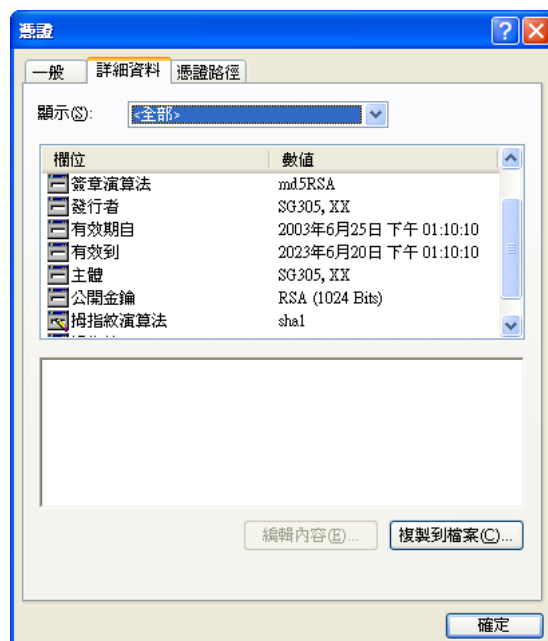 憑證
一般 詳細資料 憑證路徑
顯示(S): <全部>
欄位 數值
簽章演算法 md5RSA
發行者 SG305, XX
有效期自 2003年6月25日 下午 01:10:10
有效到 2023年6月20日 下午 01:10:10
主體 SG305, XX
公開金鑰 RSA (1024 Bits)
拇指紋演算法 sha1
編輯內容(E)... 複製到檔案(C)...
確定